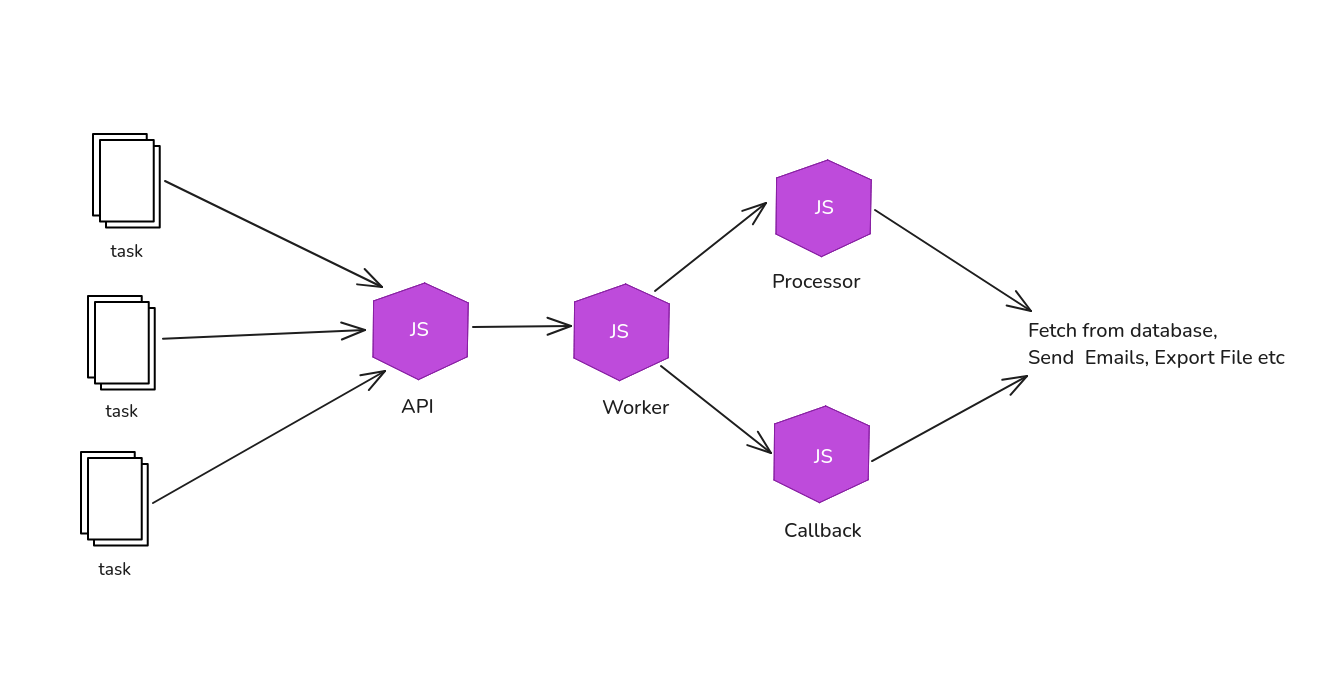 task
task
task
JS
API
JS
Worker
JS
Processor
JS
Callback
Fetch from database,
Send  Emails, Export File etc